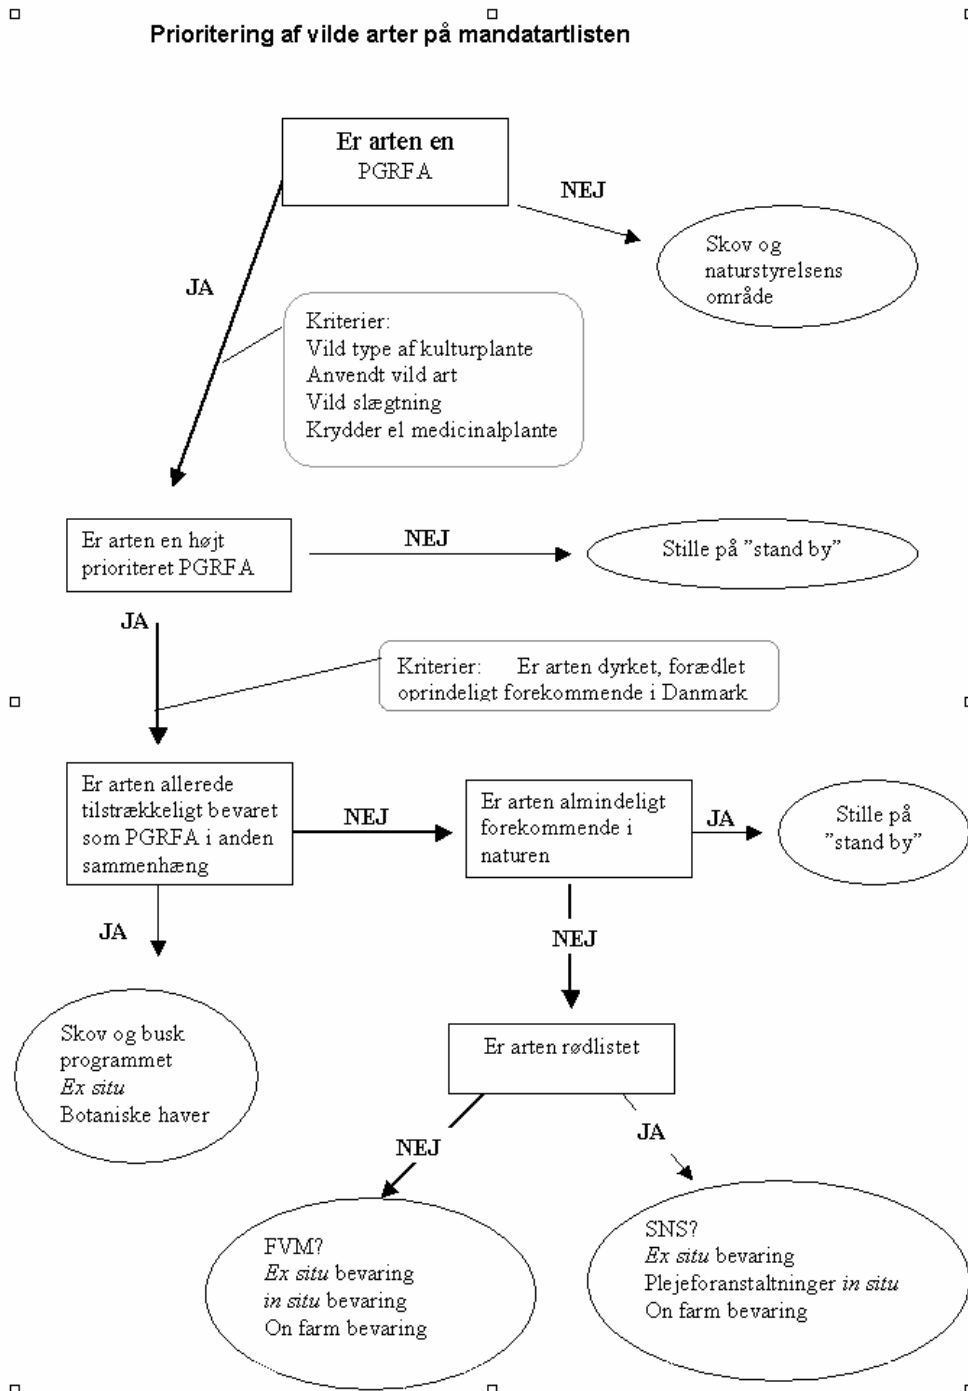 Prioritering af vilde arter på mandatartlisten
Er arten en
PGRFA
NEJ
Skov og
naturstyrelsens
område
JA
Kriterier:
Vild type af kulturplante
Anvendt vild art
Vild slægtning
Krydder el medicinalplante
Er arten en højt
prioriteret PGRFA
NEJ
Stille på ”stand by”
JA
Kriterier: Er arten dyrket, forædlet
oprindeligt forekommende i Danmark
Er arten allerede
tilstrækkeligt bevaret
som PGRFA i anden
sammenhæng
NEJ
Er arten almindeligt
forekommende i
naturen
JA
Stille på
”stand by”
JA
NEJ
Skov og busk
programmet
Ex situ
Botaniske haver
Er arten rødlistet
NEJ
JA
FVM?
Ex situ bevaring
in situ bevaring
On farm bevaring
SNS?
Ex situ bevaring
Plejeforanstaltninger in situ
On farm bevaring